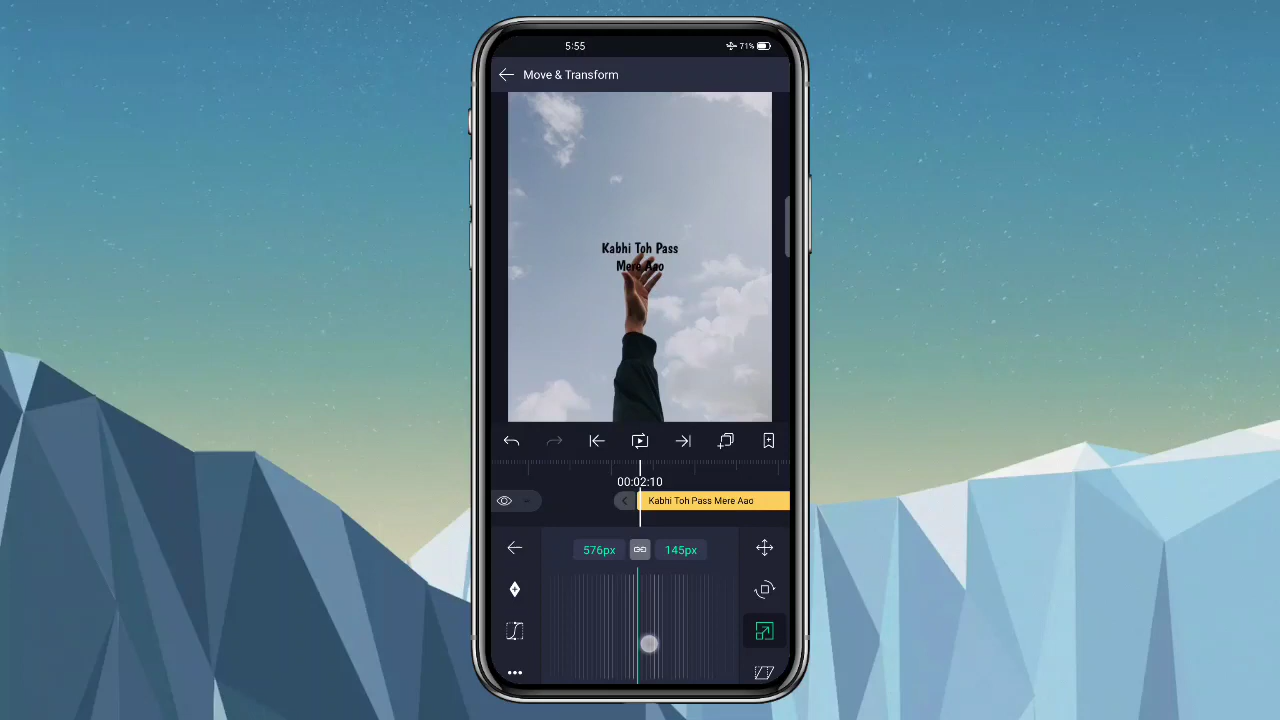 5:55
71%
Move & Transform
Kabhi Toh Pass
Mere Aao
00:02:10
Kabhi Toh Pass Mere Aao
576px
145px